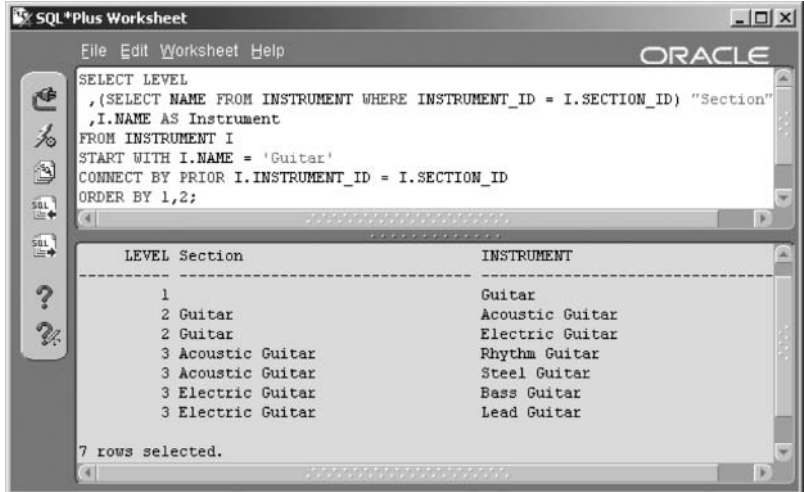 SQL*Plus Worksheet
File Edit Worksheet Help
ORACLE
SELECT LEVEL
,(SELECT NAME FROM INSTRUMENT WHERE INSTRUMENT_ID = I.SECTION_ID) "Section"
,I.NAME AS Instrument
FROM INSTRUMENT I
START WITH I.NAME = 'Guitar'
CONNECT BY PRIOR I.INSTRUMENT_ID = I.SECTION_ID
ORDER BY 1,2;
LEVEL Section INSTRUMENT
---------- -------------------------------- --------------------------------
1 Guitar
2 Guitar Acoustic Guitar
2 Guitar Electric Guitar
3 Acoustic Guitar Rhythm Guitar
3 Acoustic Guitar Steel Guitar
3 Electric Guitar Bass Guitar
3 Electric Guitar Lead Guitar
7 rows selected.
SQL
SQL
?
?